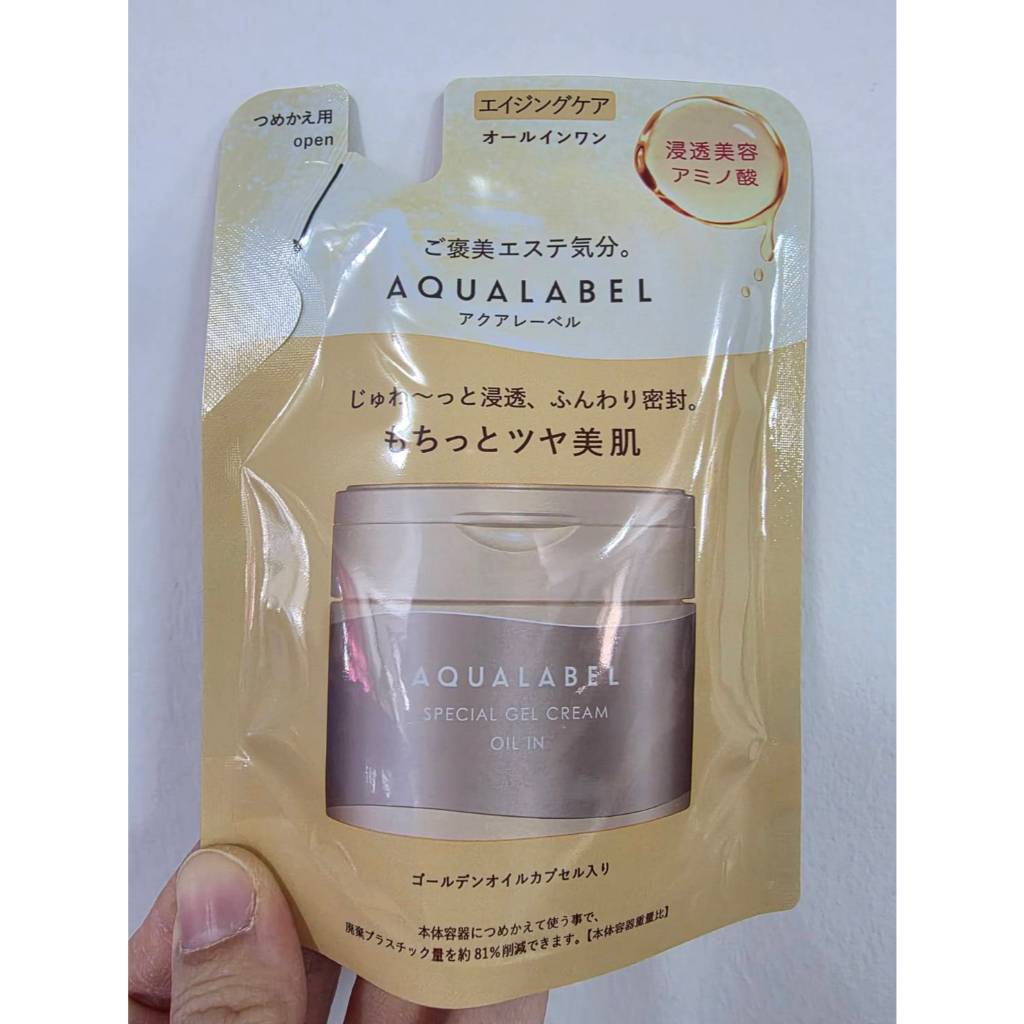 つめかえ用
open
エイジングケア
オールインワン
浸透美容
アミノ酸
ご褒美エステ気分。
AQUALABEL
アクアレーベル
じゅわ～っと浸透、ふんわり密封。
もちっとツヤ美肌
AQUALABEL
SPECIAL GEL CREAM
OIL IN
ゴールデンオイルカプセル入り
本体容器につめかえて使う事で、
廃棄プラスチック量を約81%削減できます。【本体容器重量比】